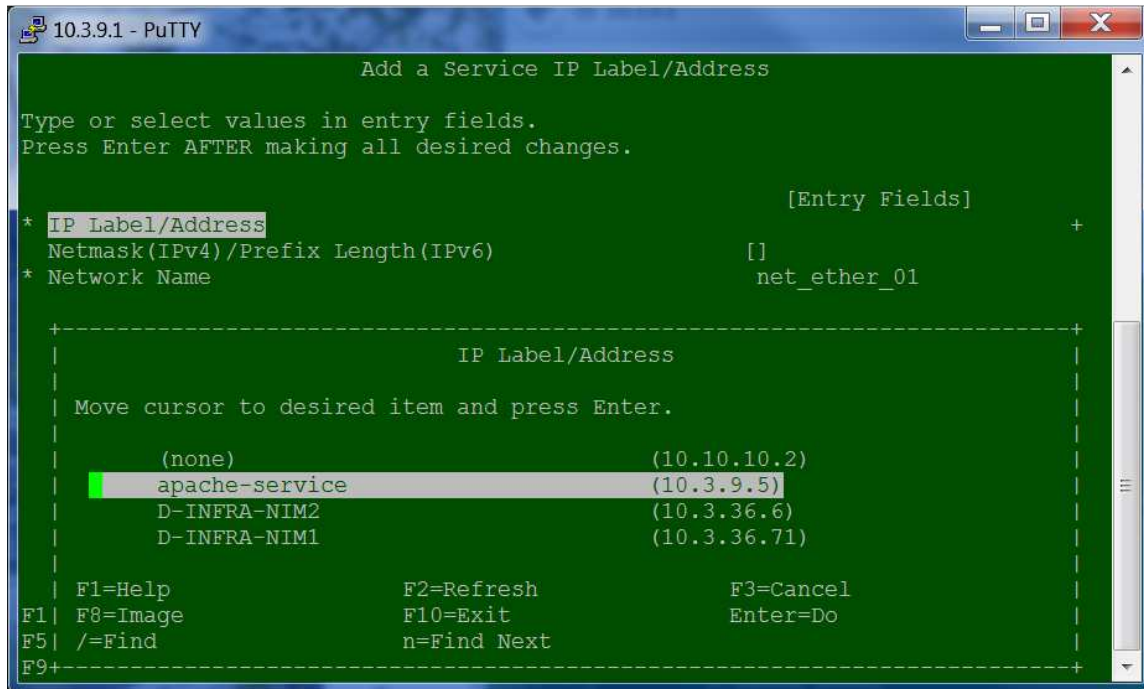 10.3.9.1 - PuTTY
Add a Service IP Label/Address
Type or select values in entry fields.
Press Enter AFTER making all desired changes.
[Entry Fields]
* IP Label/Address +
Netmask(IPv4)/Prefix Length(IPv6) []
* Network Name net_ether_01
+--------------------------------------------------------------------------+
| IP Label/Address |
| |
| Move cursor to desired item and press Enter. |
| |
| (none) (10.10.10.2) |
| apache-service (10.3.9.5) |
| D-INFRA-NIM2 (10.3.36.6) |
| D-INFRA-NIM1 (10.3.36.71) |
| |
| F1=Help F2=Refresh F3=Cancel |
F1| F8=Image F10=Exit Enter=Do |
F5| /=Find n=Find Next |
F9+--------------------------------------------------------------------------+